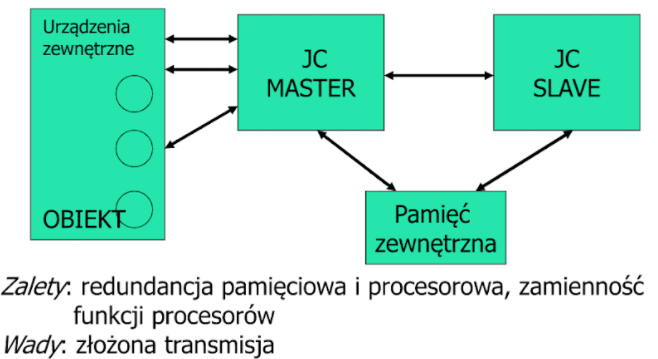 Urządzenia
zewnętrzne
OBIEKT
JC
MASTER
JC
SLAVE
Pamięć
zewnętrzna
Zalety: redundancja pamięciowa i procesorowa, zamienność
funkcji procesorów
Wady: złożona transmisja